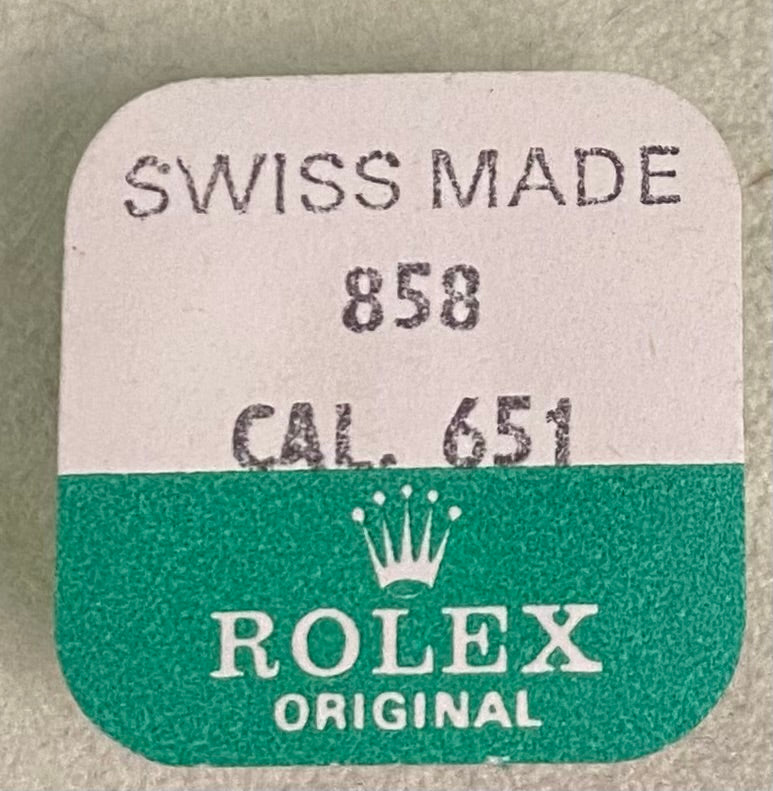 SWISS MADE
858
CAL. 651
ROLEX
ORIGINAL